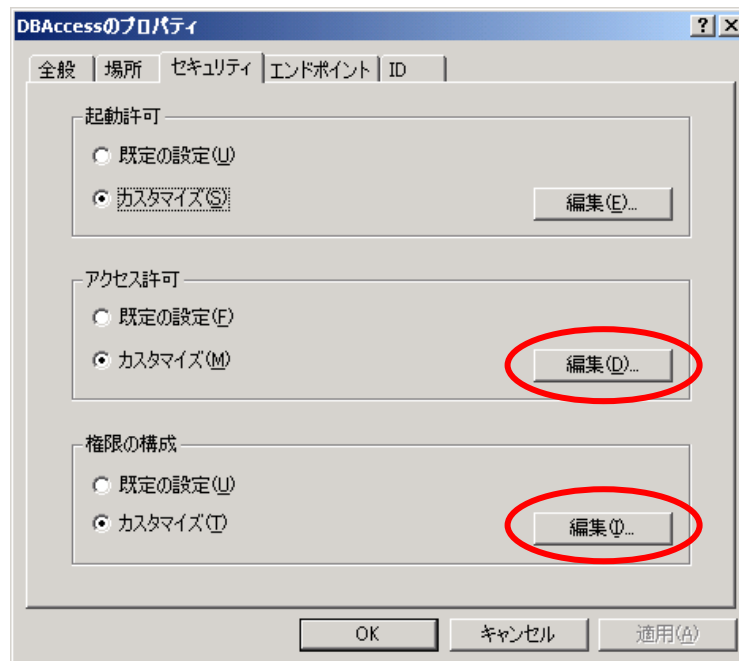 DBAccessのプロパティ
全般 場所 セキュリティ エンドポイント ID
起動許可
既定の設定(U)
カスタマイズ(S)
編集(E)...
アクセス許可
既定の設定(F)
カスタマイズ(M)
編集(D)...
権限の構成
既定の設定(U)
カスタマイズ(T)
編集(I)...
OK キャンセル 適用(A)